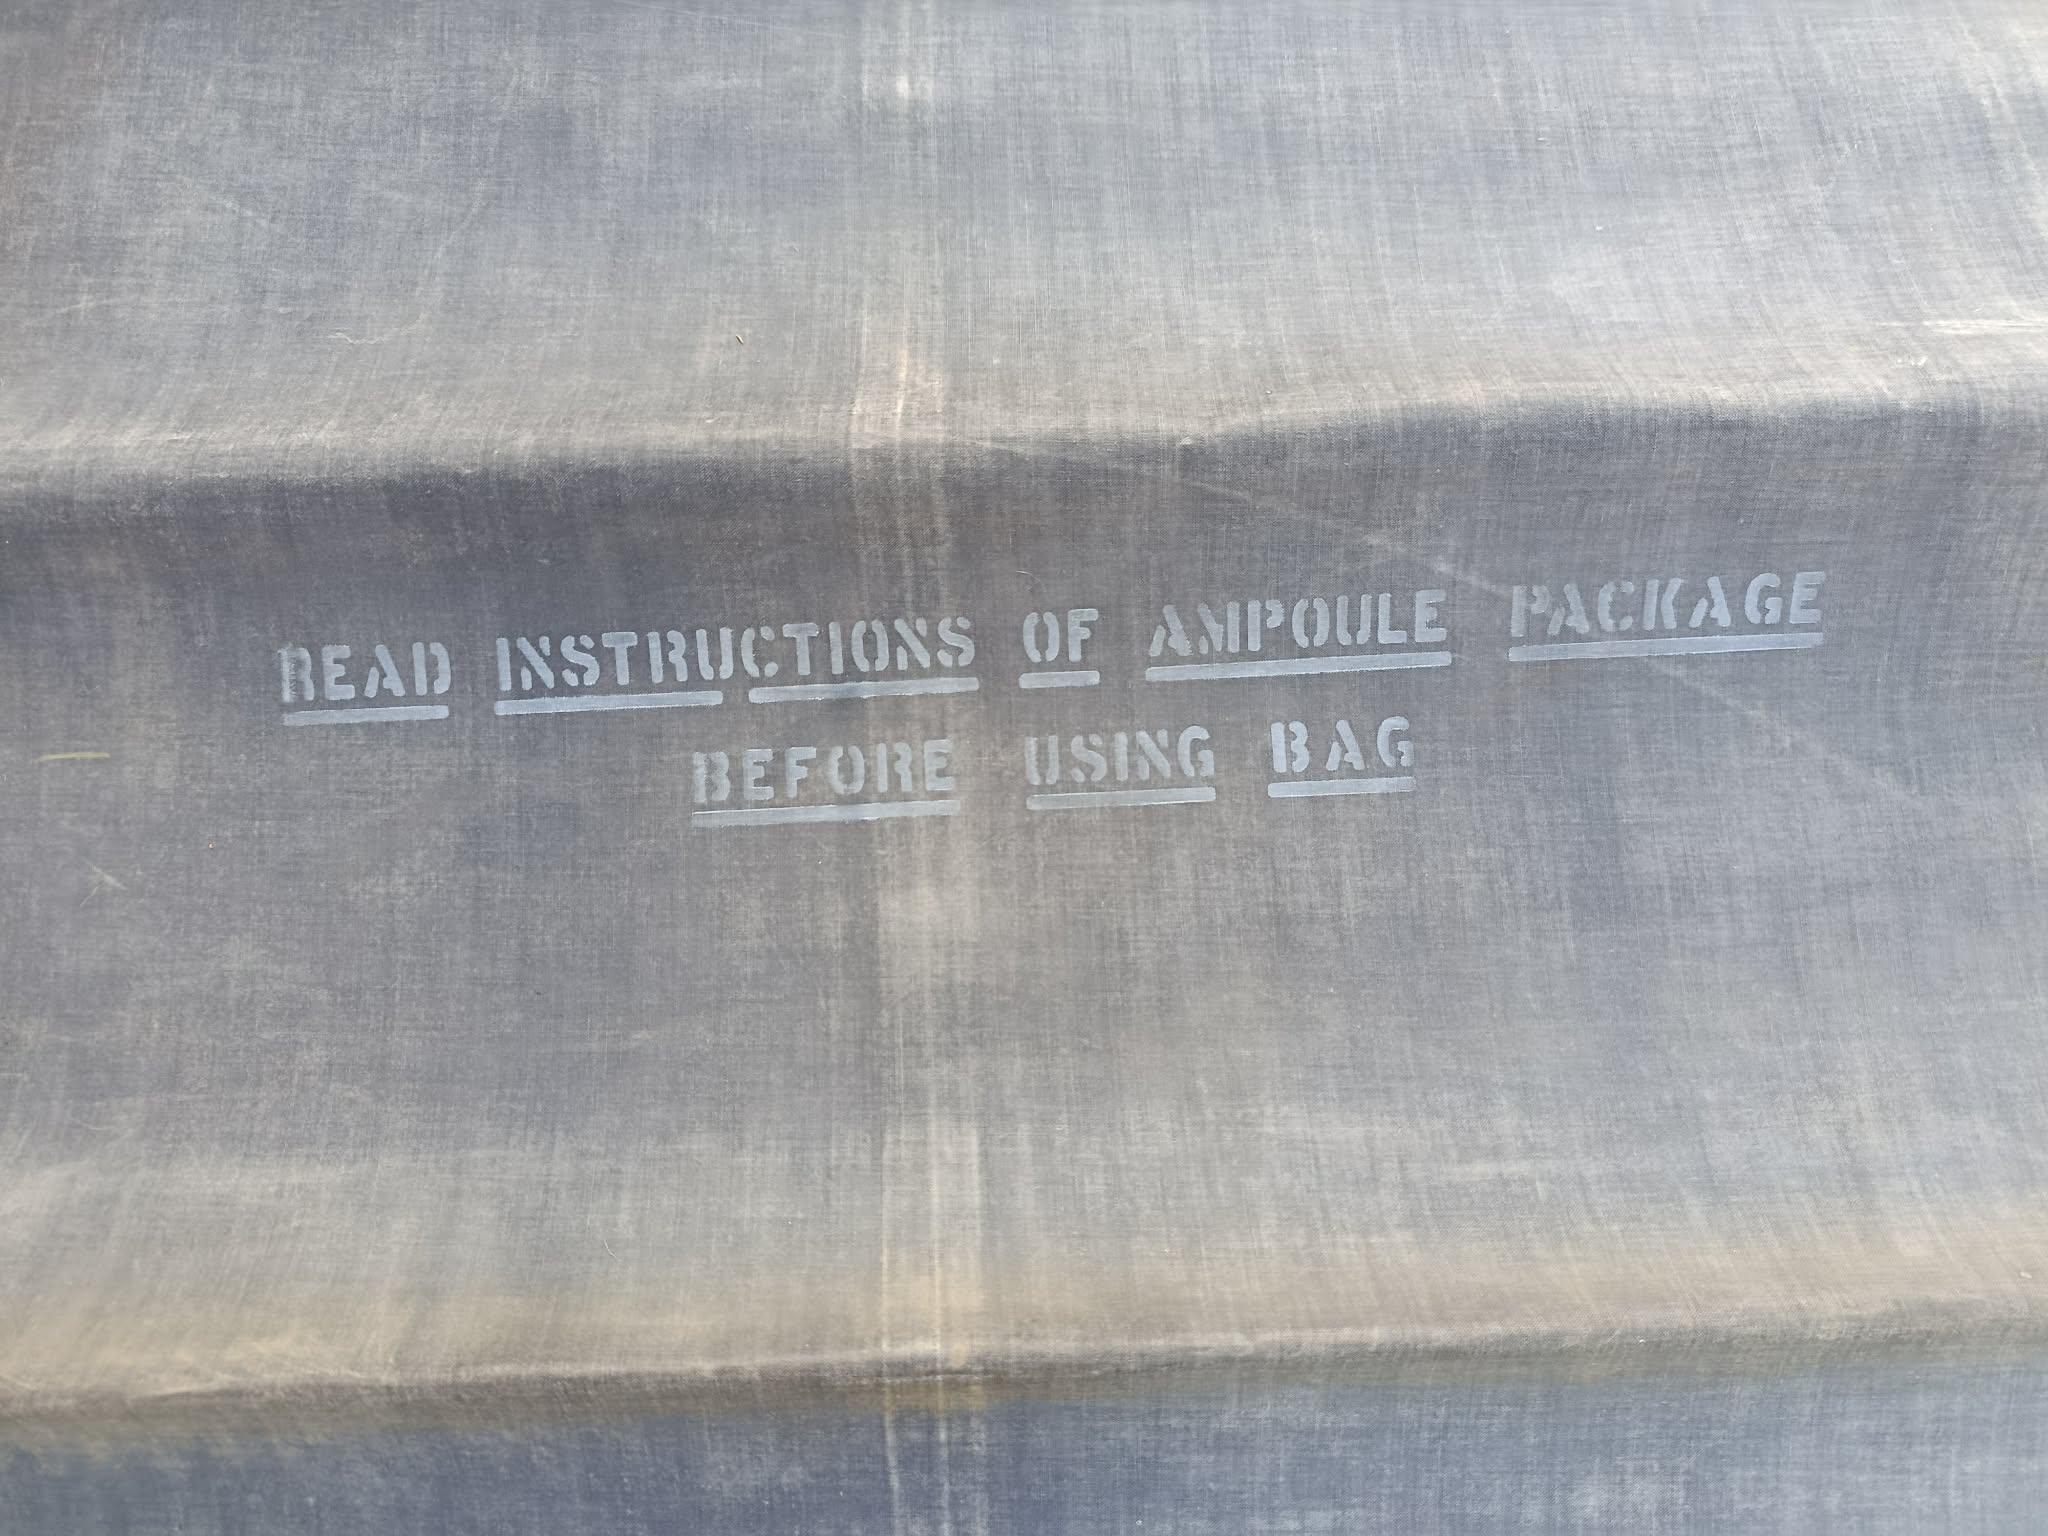 READ INSTRUCTIONS OF AMPOULE PACKAGE
BEFORE USING BAG